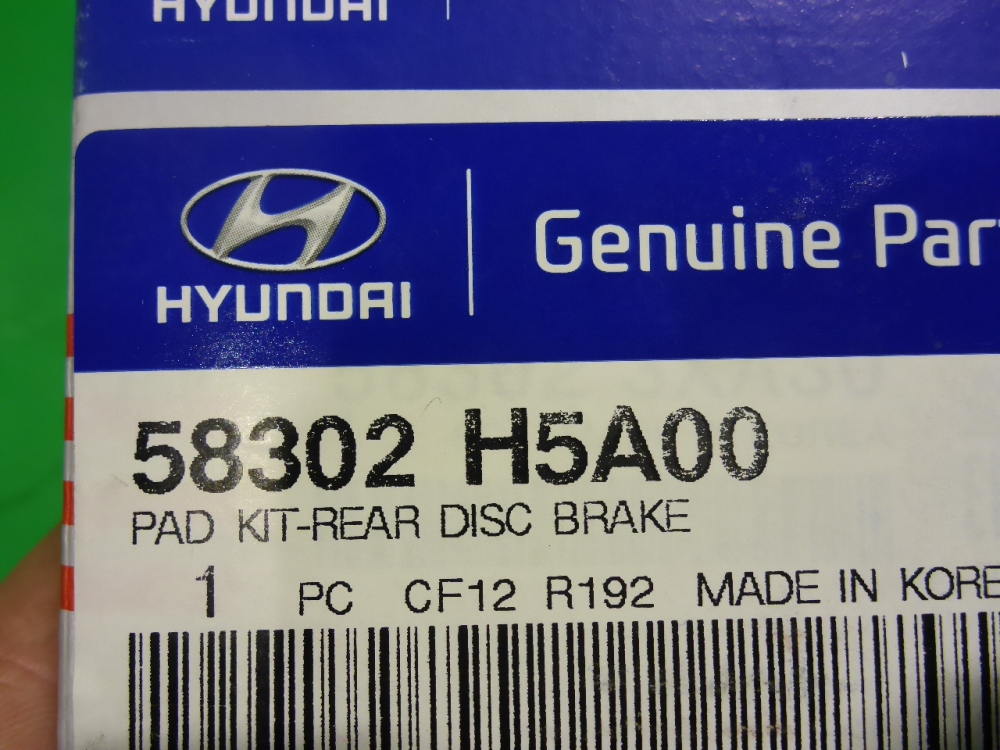 HYUNDAI
HYUNDAI
Genuine Par
58302 H5A00
PAD KIT-REAR DISC BRAKE
1 PC CF12 R192 MADE IN KORE